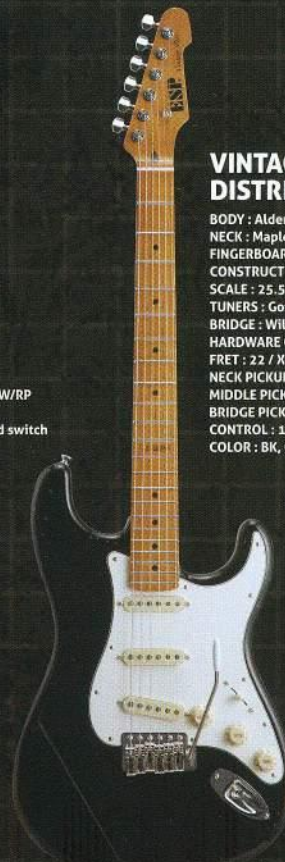 ESP
W/RP
d switch
VINTA
DISTR
BODY : Alder
NECK : Maple
FINGERBOAR
CONSTRUCT
SCALE : 25.5
TUNERS : Go
BRIDGE : Wil
HARDWARE
FRET : 22 / X
NECK PICKU
MIDDLE PICK
BRIDGE PICK
CONTROL : 1
COLOR : BK,